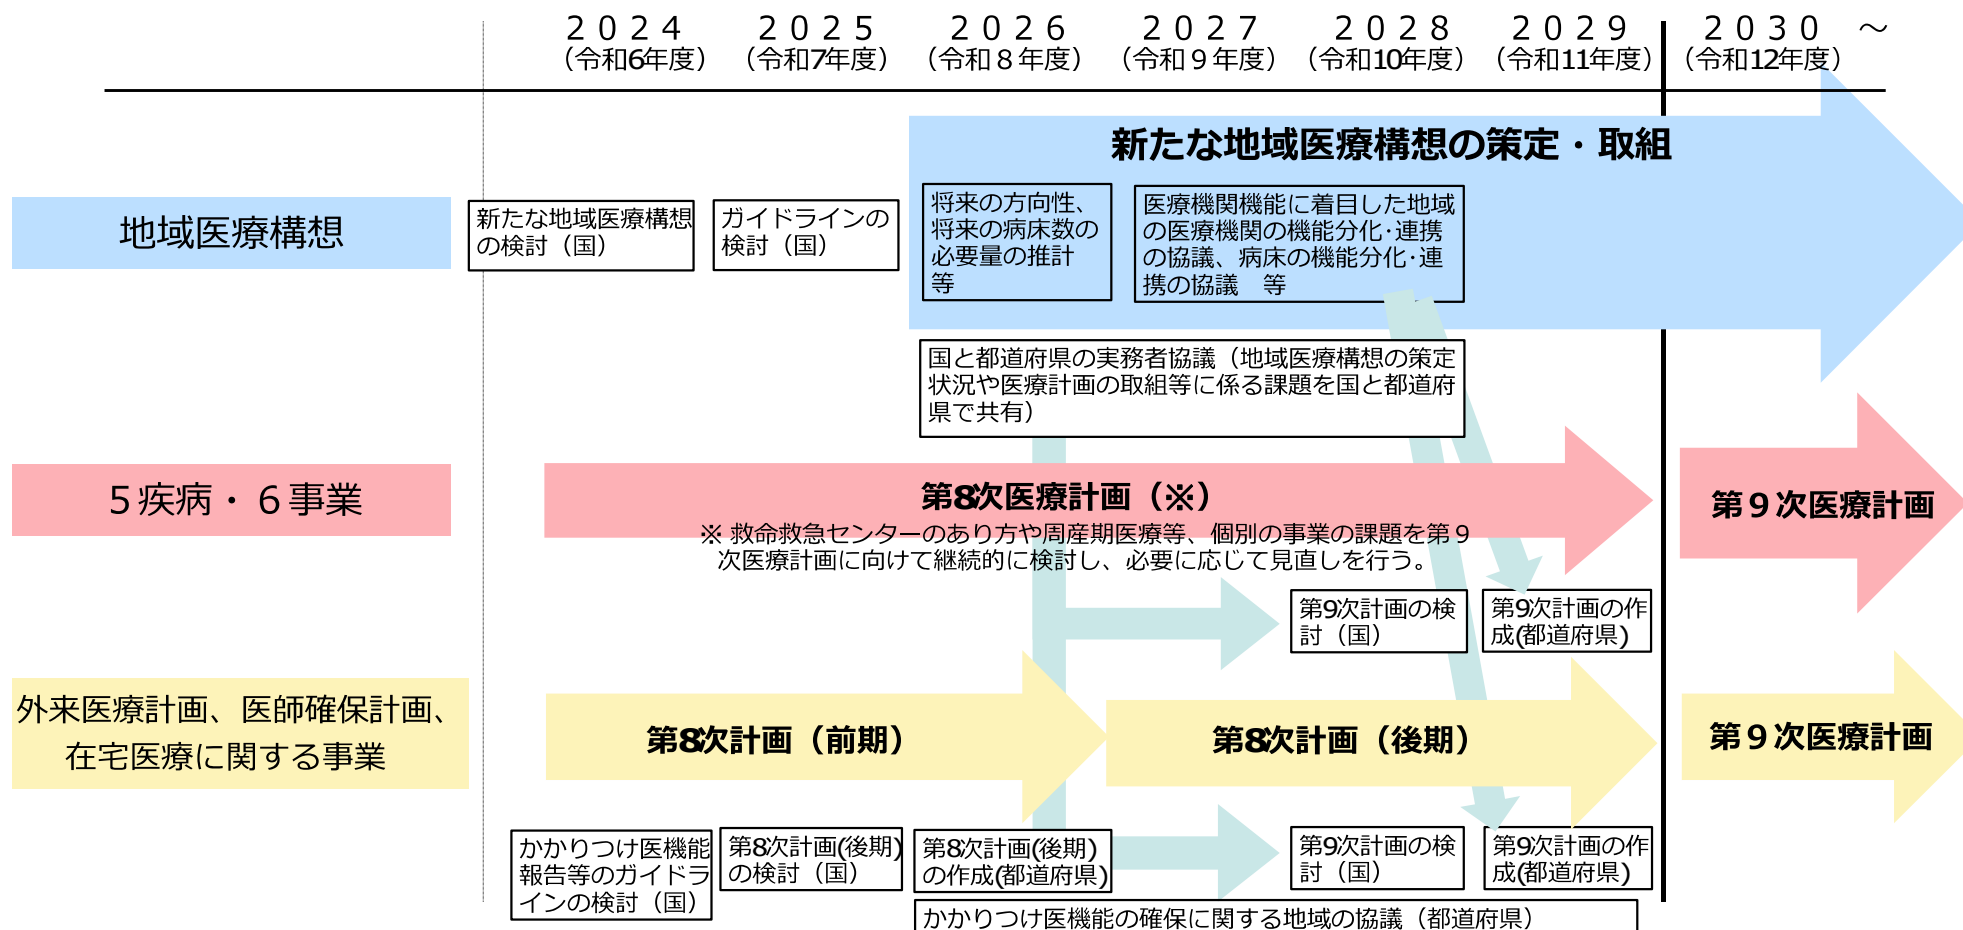 ２０２４　２０２５　２０２６　２０２７　２０２８　２０２９　２０３０　～
（令和6年度）（令和7年度）（令和８年度）（令和９年度）（令和10年度）（令和11年度）（令和12年度）
新たな地域医療構想の策定・取組
地域医療構想
新たな地域医療構想
の検討（国）
ガイドラインの
検討（国）
将来の方向性、
将来の病床数の
必要量の推計
等
医療機関機能に着目した地域
の医療機関の機能分化･連携
の協議、病床の機能分化･連
携の協議　等
国と都道府県の実務者協議（地域医療構想の策定
状況や医療計画の取組等に係る課題を国と都道府
県で共有）
５疾病・６事業
第8次医療計画（※）
※ 救命救急センターのあり方や周産期医療等、個別の事業の課題を第９
次医療計画に向けて継続的に検討し、必要に応じて見直しを行う。
第９次医療計画
第9次計画の検
討（国）
第9次計画の作
成(都道府県)
外来医療計画、医師確保計画、
在宅医療に関する事業
第8次計画（前期）
第8次計画（後期）
第９次医療計画
かかりつけ医機能
報告等のガイドラ
インの検討（国）
第8次計画(後期)
の検討（国）
第8次計画(後期)
の作成(都道府県)
第9次計画の検
討（国）
第9次計画の作
成(都道府県)
かかりつけ医機能の確保に関する地域の協議（都道府県）